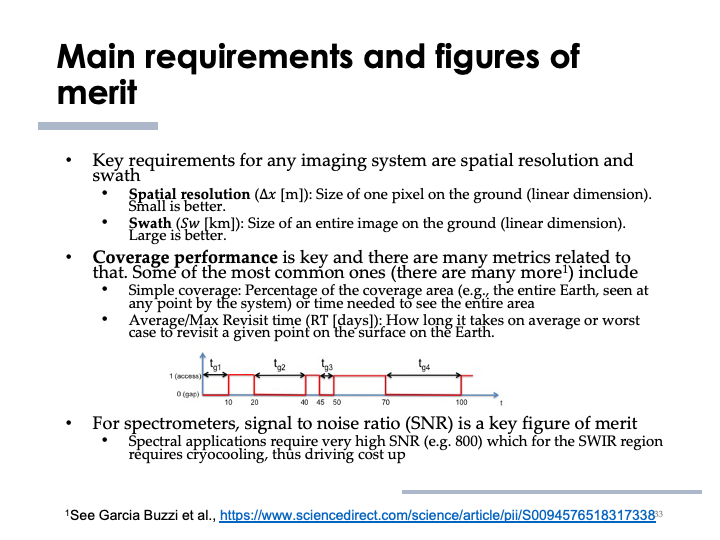 Main requirements and figures of
merit
• Key requirements for any imaging system are spatial resolution and
swath
• Spatial resolution (Δx [m]): Size of one pixel on the ground (linear dimension).
Small is better.
• Swath (Sw [km]): Size of an entire image on the ground (linear dimension).
Large is better.
• Coverage performance is key and there are many metrics related to
that. Some of the most common ones (there are many more¹) include
• Simple coverage: Percentage of the coverage area (e.g., the entire Earth, seen at
any point by the system) or time needed to see the entire area
• Average/Max Revisit time (RT [days]): How long it takes on average or worst
case to revisit a given point on the surface on the Earth.
tg1 tg2 tg3 tg4
1 (access)
0 (gap)
10 20 40 45 50 70 100 t
• For spectrometers, signal to noise ratio (SNR) is a key figure of merit
• Spectral applications require very high SNR (e.g. 800) which for the SWIR region
requires cryocooling, thus driving cost up
¹See Garcia Buzzi et al., https://www.sciencedirect.com/science/article/pii/S0094576518317338
33